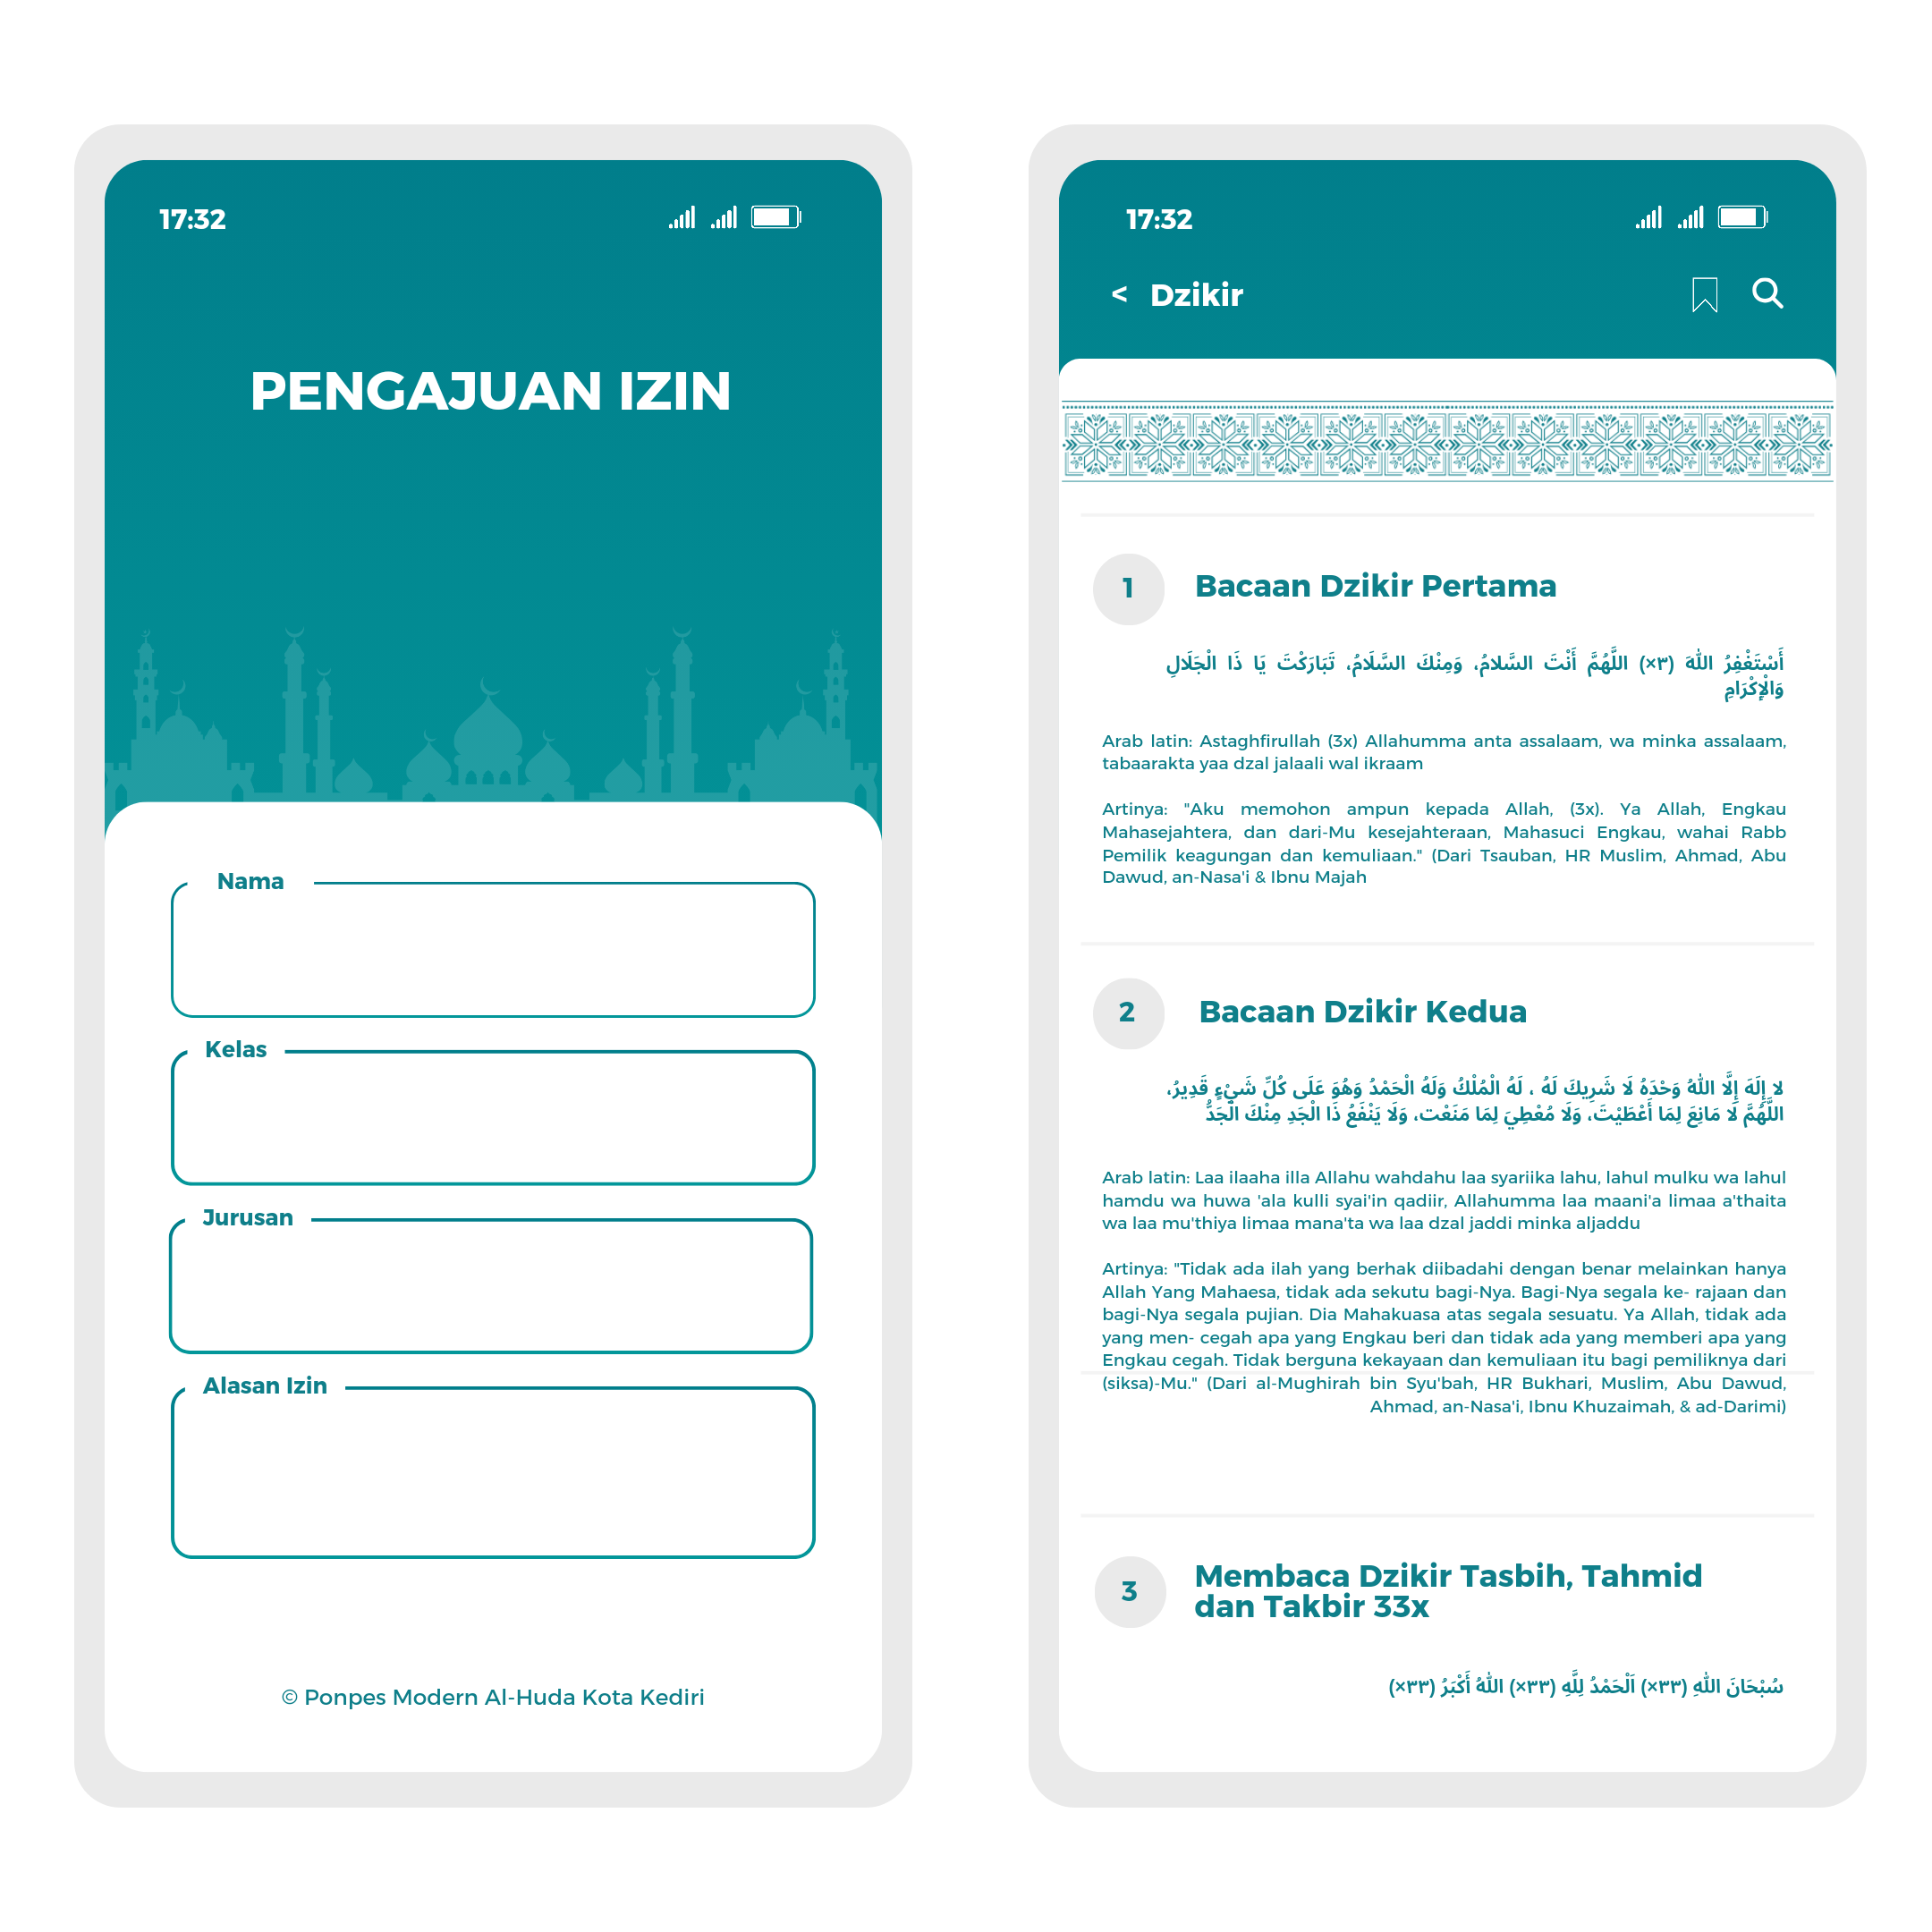 17:32
PENGAJUAN IZIN
Nama
Kelas
Jurusan
Alasan Izin
© Ponpes Modern Al-Huda Kota Kediri
17:32
< Dzikir
1
Bacaan Dzikir Pertama
أَسْتَغْفِرُ اللهَ (٣×) اللَّهُمَّ أَنْتَ السَّلامُ، وَمِنْكَ السَّلَامُ، تَبَارَكْتَ يَا ذَا الْجَلَالِ
وَالْإِكْرَامِ
Arab latin: Astaghfirullah (3x) Allahumma anta assalaam, wa minka assalaam,
tabaarakta yaa dzal jalaali wal ikraam
Artinya: "Aku memohon ampun kepada Allah, (3x). Ya Allah, Engkau
Mahasejahtera, dan dari-Mu kesejahteraan, Mahasuci Engkau, wahai Rabb
Pemilik keagungan dan kemuliaan." (Dari Tsauban, HR Muslim, Ahmad, Abu
Dawud, an-Nasa'i & Ibnu Majah
2
Bacaan Dzikir Kedua
لا إِلَهَ إِلَّا اللهُ وَحْدَهُ لَا شَرِيكَ لَهُ ، لَهُ الْمُلْكُ وَلَهُ الْحَمْدُ وَهُوَ عَلَى كُلِّ شَيْءٍ قَدِيرُ،
اللَّهُمَّ لَا مَانِعَ لِمَا أَعْطَيْتَ، وَلَا مُعْطِيَ لِمَا مَنَعْت، وَلَا يَنْفَعُ ذَا الْجَدِ مِنْكَ الْجَدُّ
Arab latin: Laa ilaaha illa Allahu wahdahu laa syariika lahu, lahul mulku wa lahul
hamdu wa huwa 'ala kulli syai'in qadiir, Allahumma laa maani'a limaa a'thaita
wa laa mu'thiya limaa mana'ta wa laa dzal jaddi minka aljaddu
Artinya: "Tidak ada ilah yang berhak diibadahi dengan benar melainkan hanya
Allah Yang Mahaesa, tidak ada sekutu bagi-Nya. Bagi-Nya segala ke- rajaan dan
bagi-Nya segala pujian. Dia Mahakuasa atas segala sesuatu. Ya Allah, tidak ada
yang men- cegah apa yang Engkau beri dan tidak ada yang memberi apa yang
Engkau cegah. Tidak berguna kekayaan dan kemuliaan itu bagi pemiliknya dari
(siksa)-Mu." (Dari al-Mughirah bin Syu'bah, HR Bukhari, Muslim, Abu Dawud,
Ahmad, an-Nasa'i, Ibnu Khuzaimah, & ad-Darimi)
3
Membaca Dzikir Tasbih, Tahmid
dan Takbir 33x
سُبْحَانَ اللهِ (٣٣×) اَلْحَمْدُ لِلَّهِ (٣٣×) اللهُ أَكْبَرُ (٣٣×)